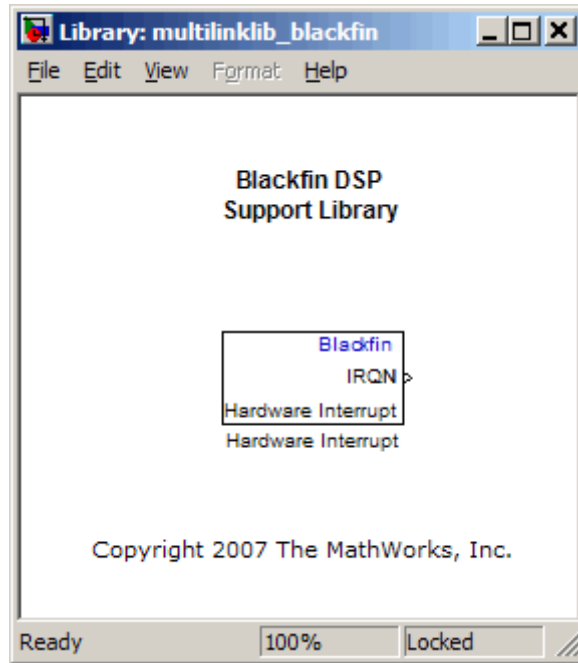 Library: multilinklib_blackfin
File Edit View Format Help
Blackfin DSP
Support Library
Blackfin
IRQN
Hardware Interrupt
Hardware Interrupt
Copyright 2007 The MathWorks, Inc.
Ready 100% Locked